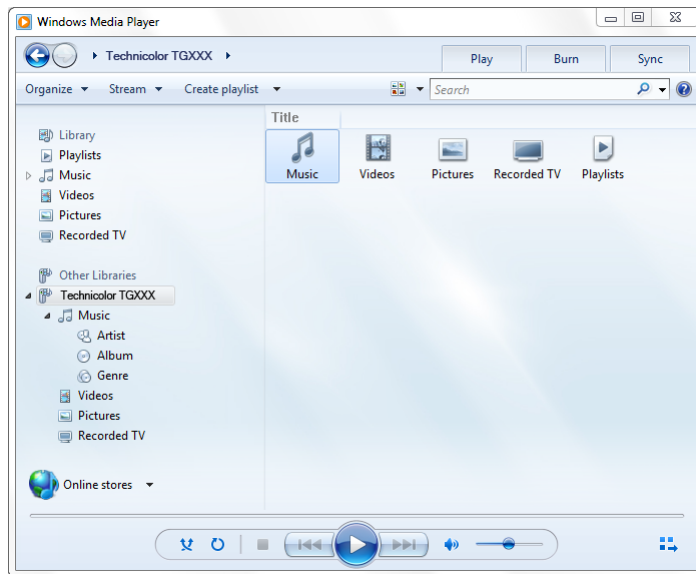 Windows Media Player
Technicolor TGXXX
Play Burn Sync
Organize Stream Create playlist Search
Title
Music Videos Pictures Recorded TV Playlists
Library
Playlists
Music
Videos
Pictures
Recorded TV
Other Libraries
Technicolor TGXXX
Music
Artist
Album
Genre
Videos
Pictures
Recorded TV
Online stores